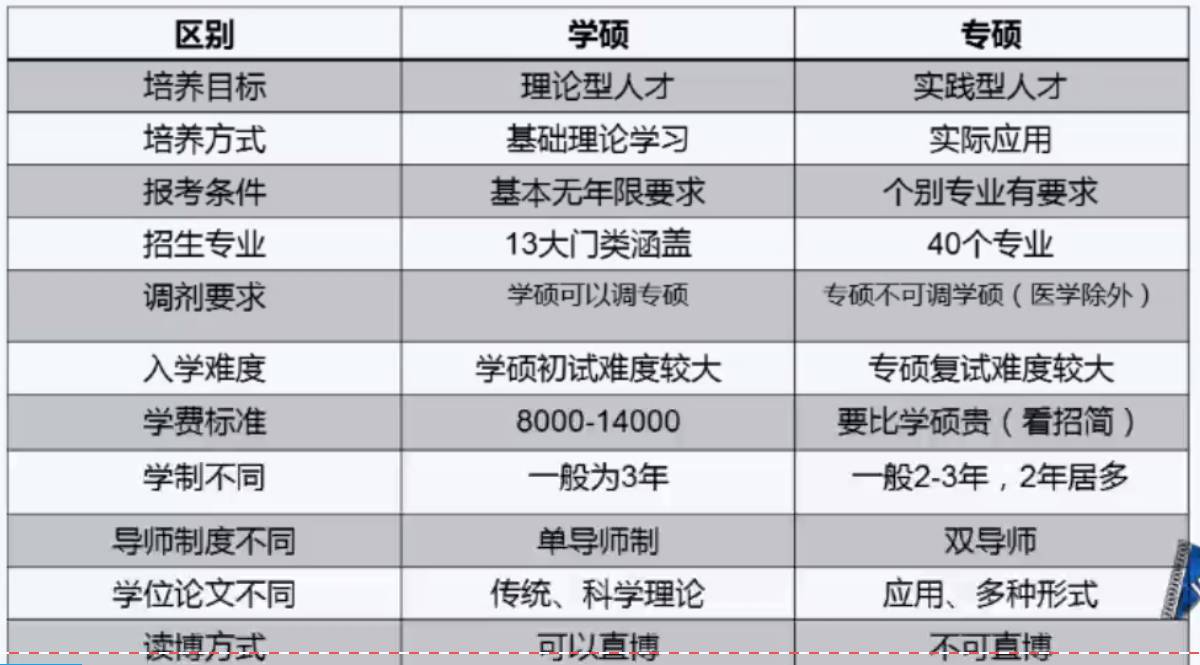 区别 学硕 专硕
培养目标 理论型人才 实践型人才
培养方式 基础理论学习 实际应用
报考条件 基本无年限要求 个别专业有要求
招生专业 13大门类涵盖 40个专业
调剂要求 学硕可以调专硕 专硕不可调学硕（医学除外）
入学难度 学硕初试难度较大 专硕复试难度较大
学费标准 8000-14000 要比学硕贵（看招简）
学制不同 一般为3年 一般2-3年，2年居多
导师制度不同 单导师制 双导师
学位论文不同 传统、科学理论 应用、多种形式
读博方式 可以直博 不可直博